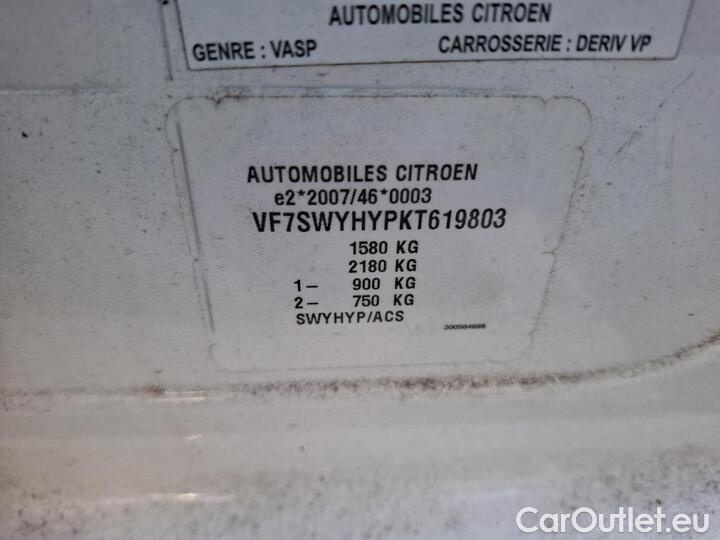 AUTOMOBILES CITROEN
GENRE : VASP CARROSSERIE : DERIV VP
AUTOMOBILES CITROEN
e2*2007/46*0003
VF7SWYHYPKT619803
1580 KG
2180 KG
1- 900 KG
2- 750 KG
SWYHYP/ACS
200564898
CarOutlet.eu